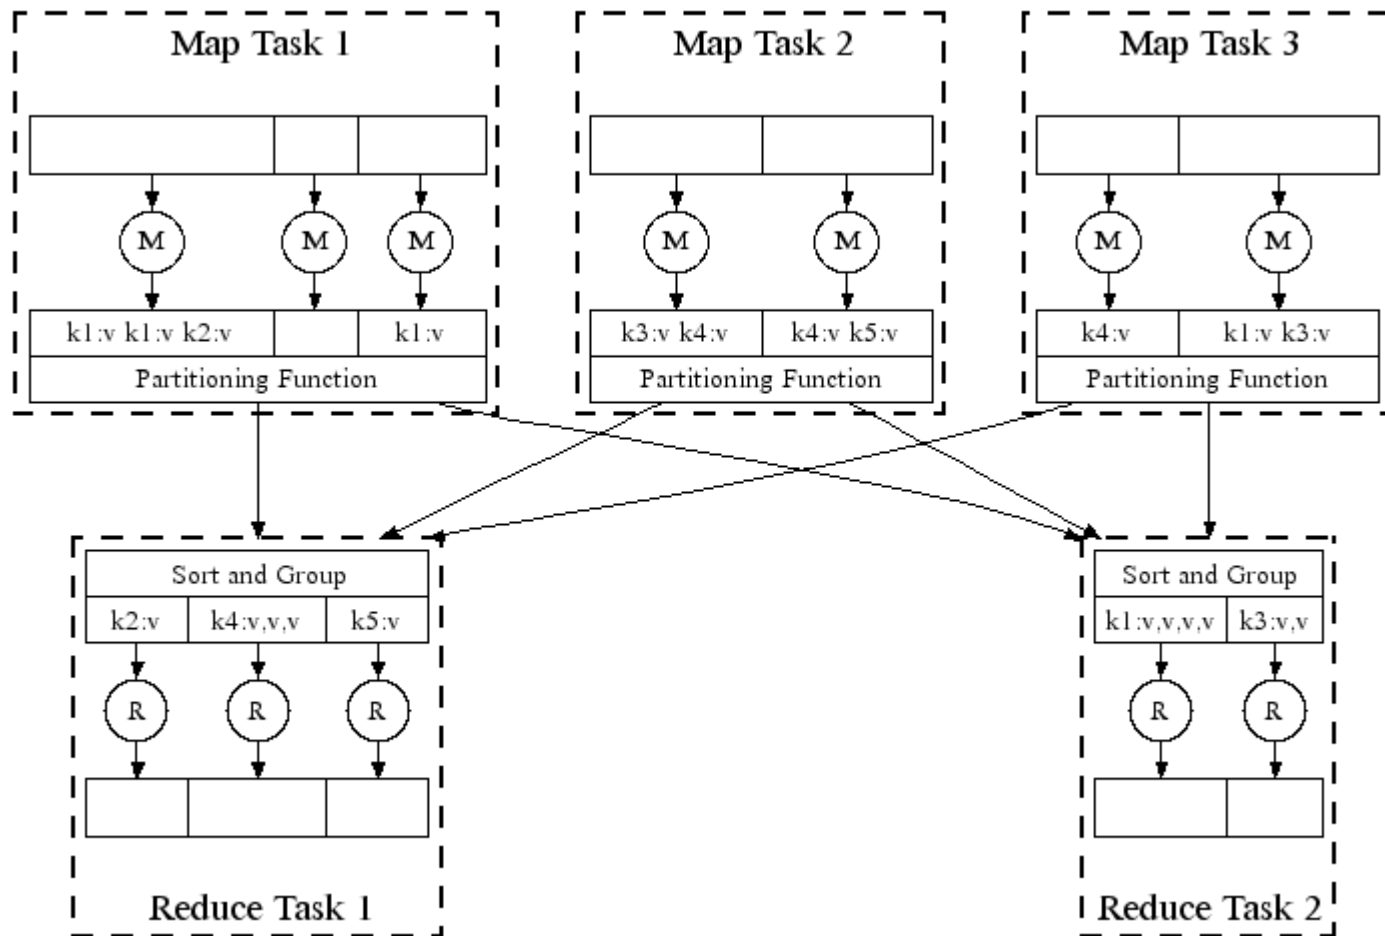 Map Task 1
Map Task 2
Map Task 3
M
M
M
M
M
M
M
k1:v k1:v k2:v
k1:v
k3:v k4:v
k4:v k5:v
k4:v
k1:v k3:v
Partitioning Function
Partitioning Function
Partitioning Function
Sort and Group
Sort and Group
k2:v
k4:v,v,v
k5:v
k1:v,v,v,v
k3:v,v
R
R
R
R
R
Reduce Task 1
Reduce Task 2